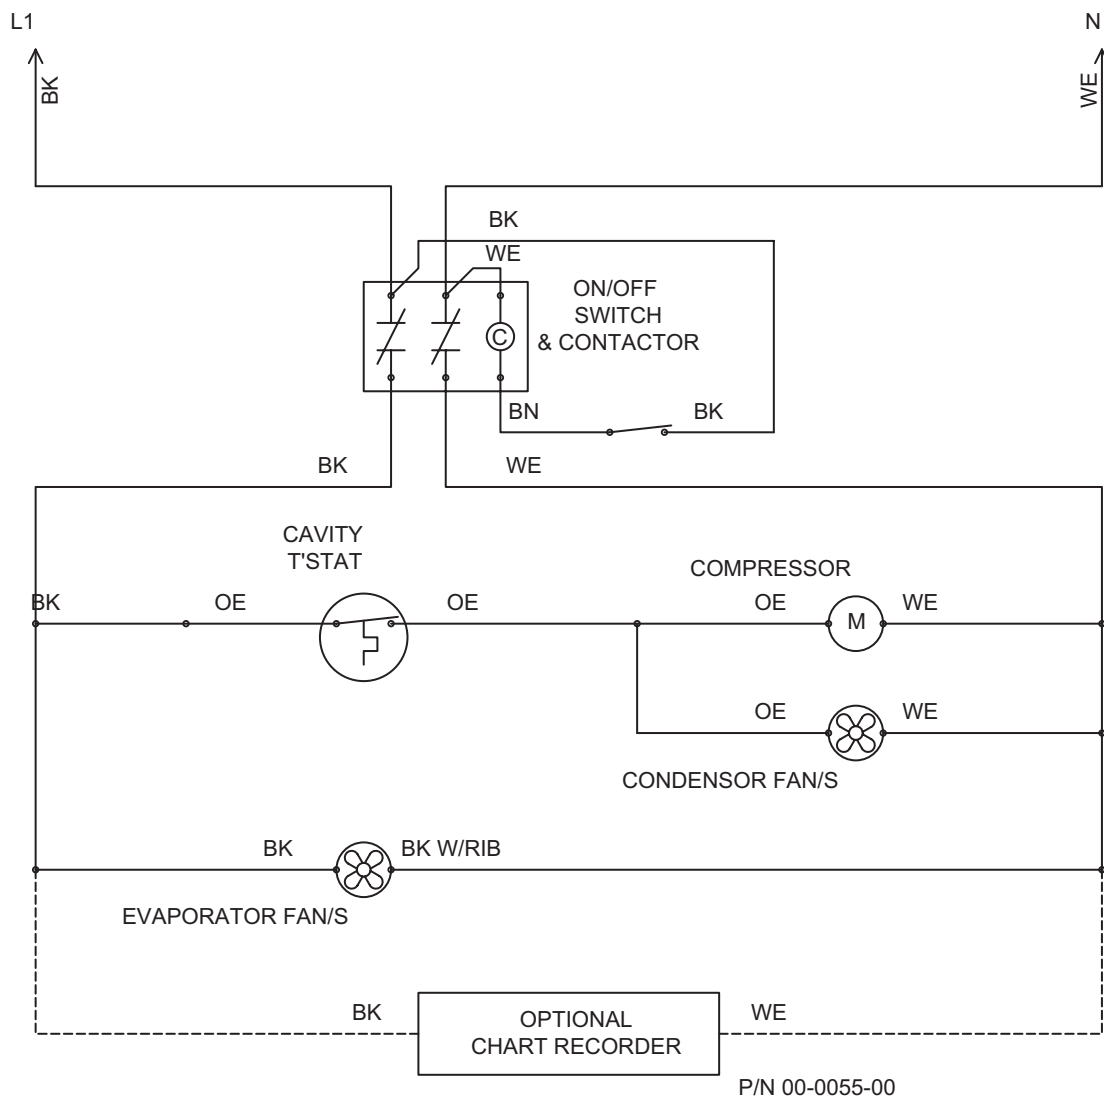 L1
N
BK
WE
BK
WE
ON/OFF
SWITCH
& CONTACTOR
C
BN
BK
BK
WE
CAVITY
T'STAT
COMPRESSOR
BK
OE
OE
OE
M
WE
OE
WE
CONDENSOR FAN/S
BK
BK W/RIB
EVAPORATOR FAN/S
BK
OPTIONAL
CHART RECORDER
WE
P/N 00-0055-00